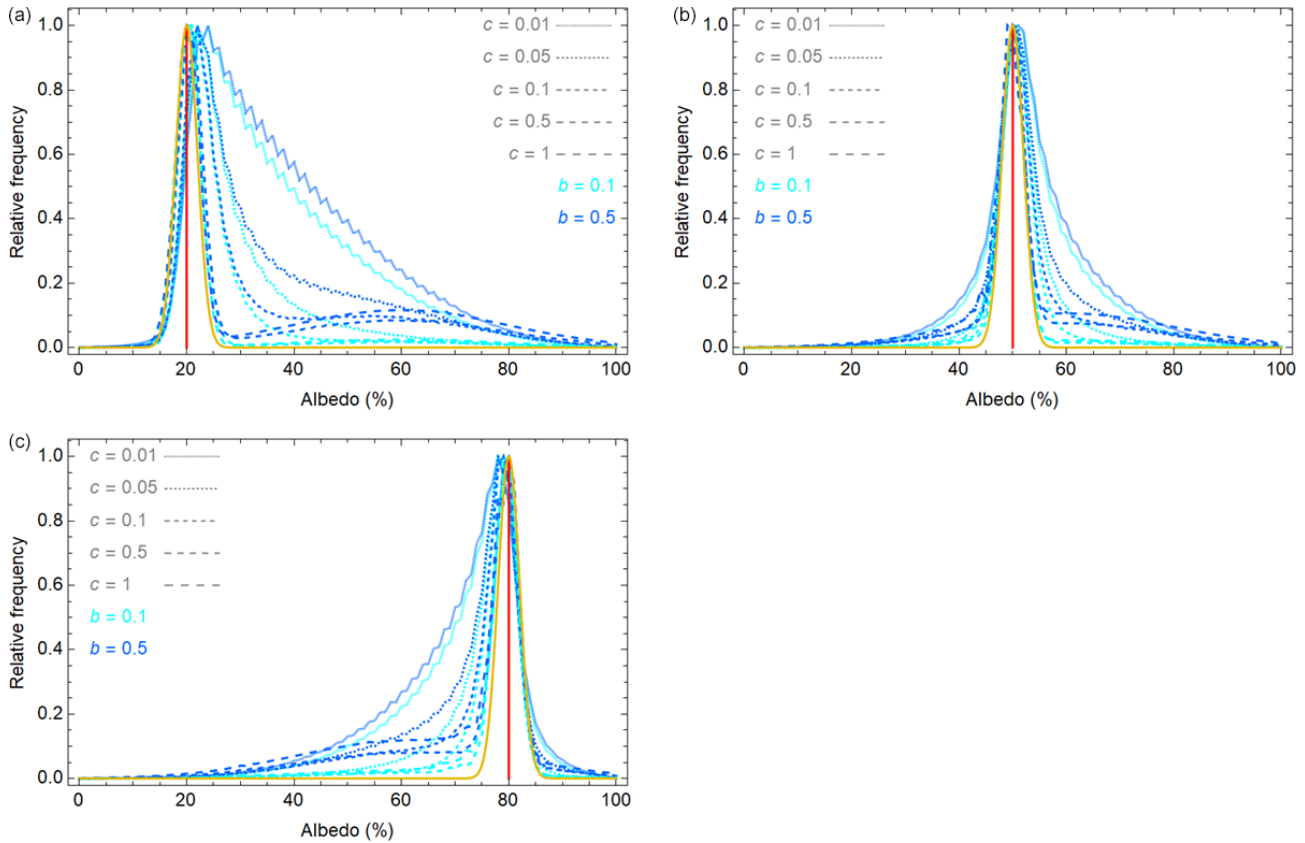 (a)
c = 0.01
c = 0.05
c = 0.1
c = 0.5
c = 1
b = 0.1
b = 0.5
1.0
0.8
0.6
0.4
0.2
0.0
Relative frequency
0 20 40 60 80 100
Albedo (%)
(b)
c = 0.01
c = 0.05
c = 0.1
c = 0.5
c = 1
b = 0.1
b = 0.5
1.0
0.8
0.6
0.4
0.2
0.0
Relative frequency
0 20 40 60 80 100
Albedo (%)
(c)
c = 0.01
c = 0.05
c = 0.1
c = 0.5
c = 1
b = 0.1
b = 0.5
1.0
0.8
0.6
0.4
0.2
0.0
Relative frequency
0 20 40 60 80 100
Albedo (%)